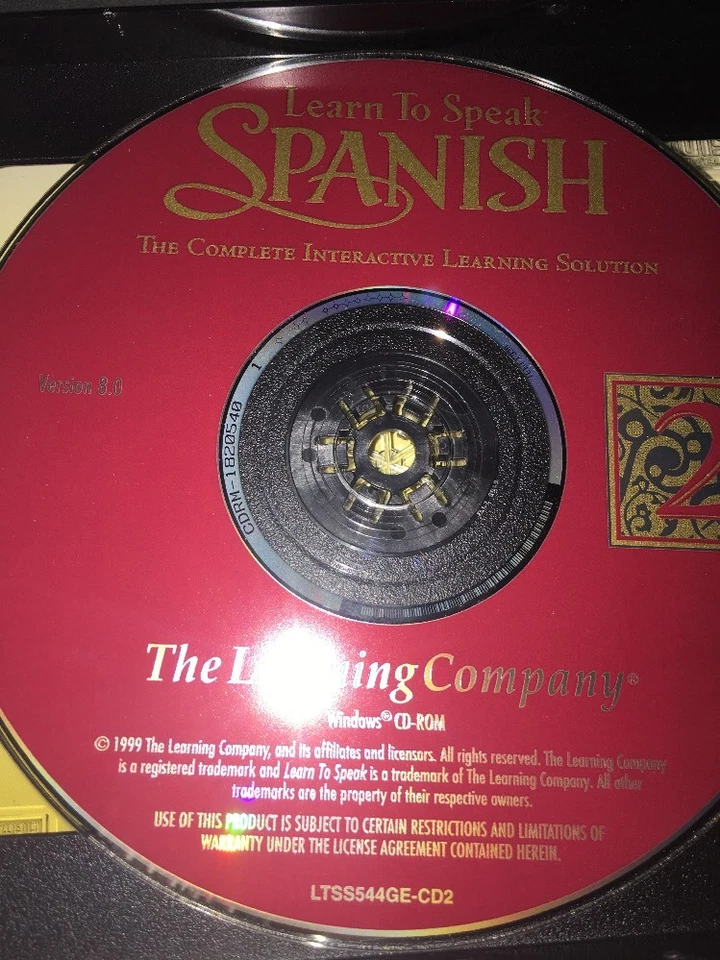 Learn To Speak
SPANISH
THE COMPLETE INTERACTIVE LEARNING SOLUTION
1
Version 8.0
CDRM-1820540
2
The Learning Company®
Windows® CD-ROM
© 1999 The Learning Company, and its affiliates and licensors. All rights reserved. The Learning Company
is a registered trademark and Learn To Speak is a trademark of The Learning Company. All other
trademarks are the property of their respective owners.
USE OF THIS PRODUCT IS SUBJECT TO CERTAIN RESTRICTIONS AND LIMITATIONS OF
WARRANTY UNDER THE LICENSE AGREEMENT CONTAINED HEREIN.
LTSS544GE-CD2